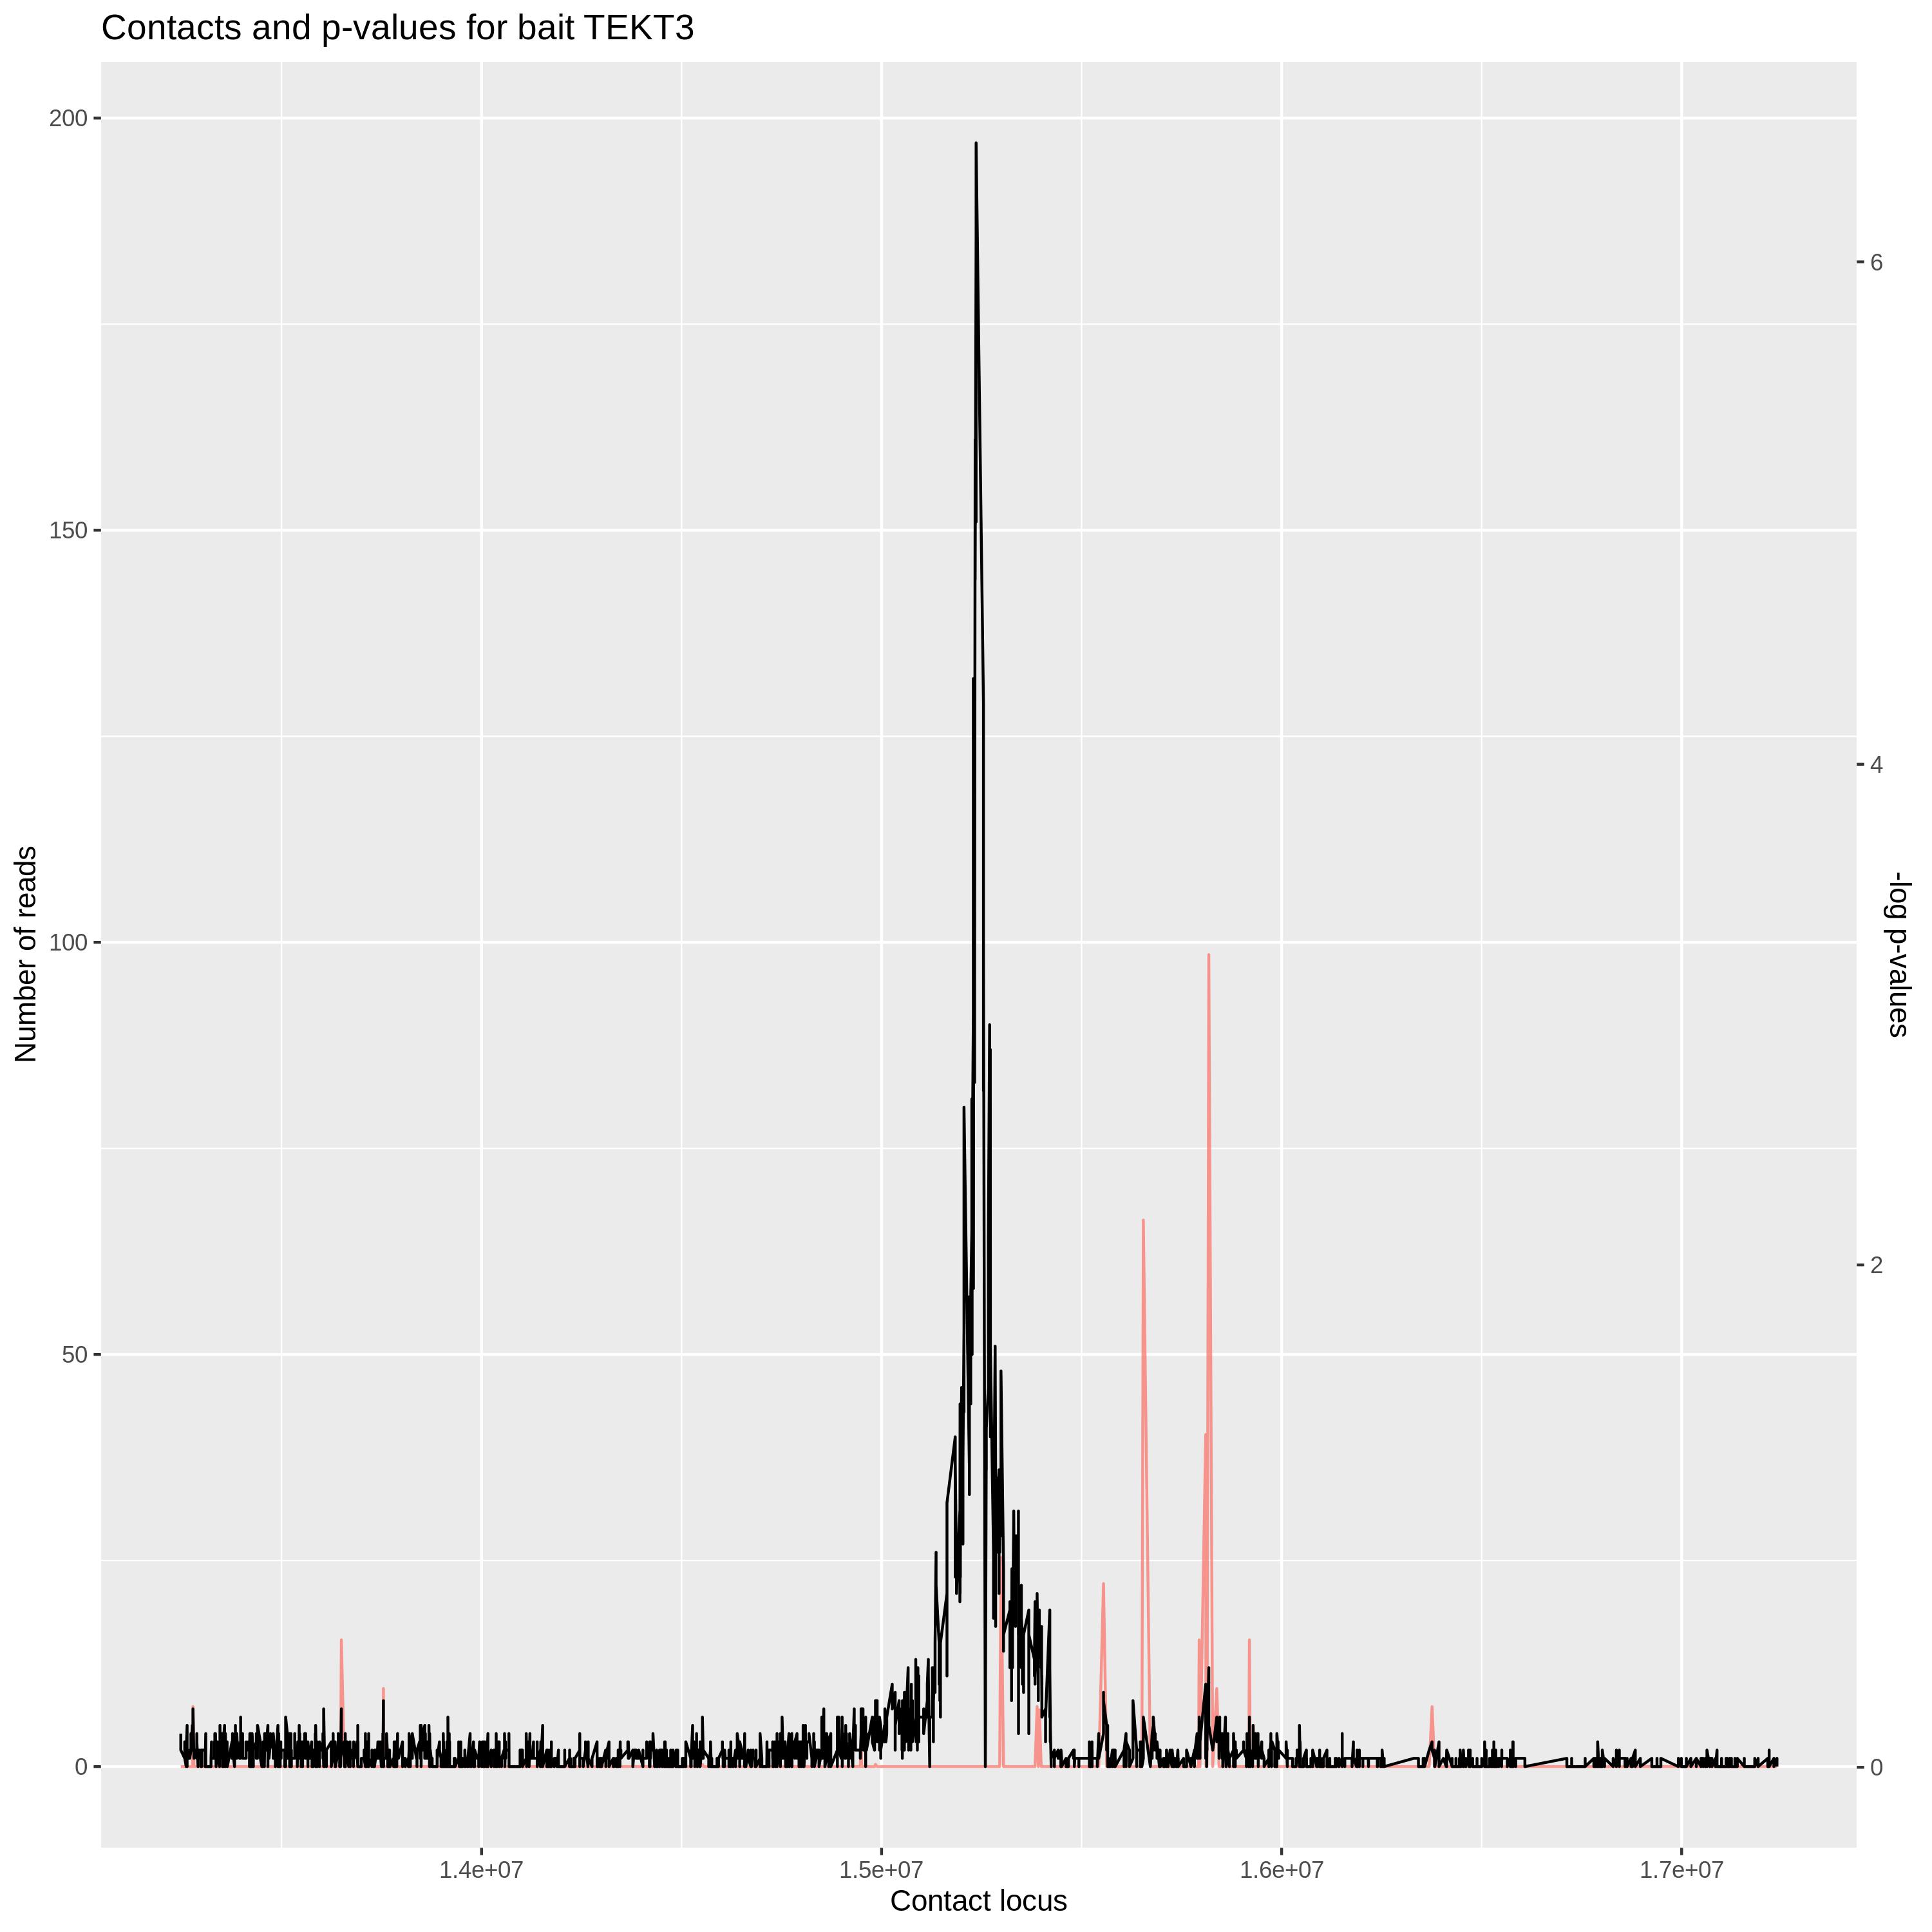 Contacts and p-values for bait TEKT3
200
150
100
50
0
Number of reads
6
4
2
0
-log p-values
1.4e+07
1.5e+07
1.6e+07
1.7e+07
Contact locus